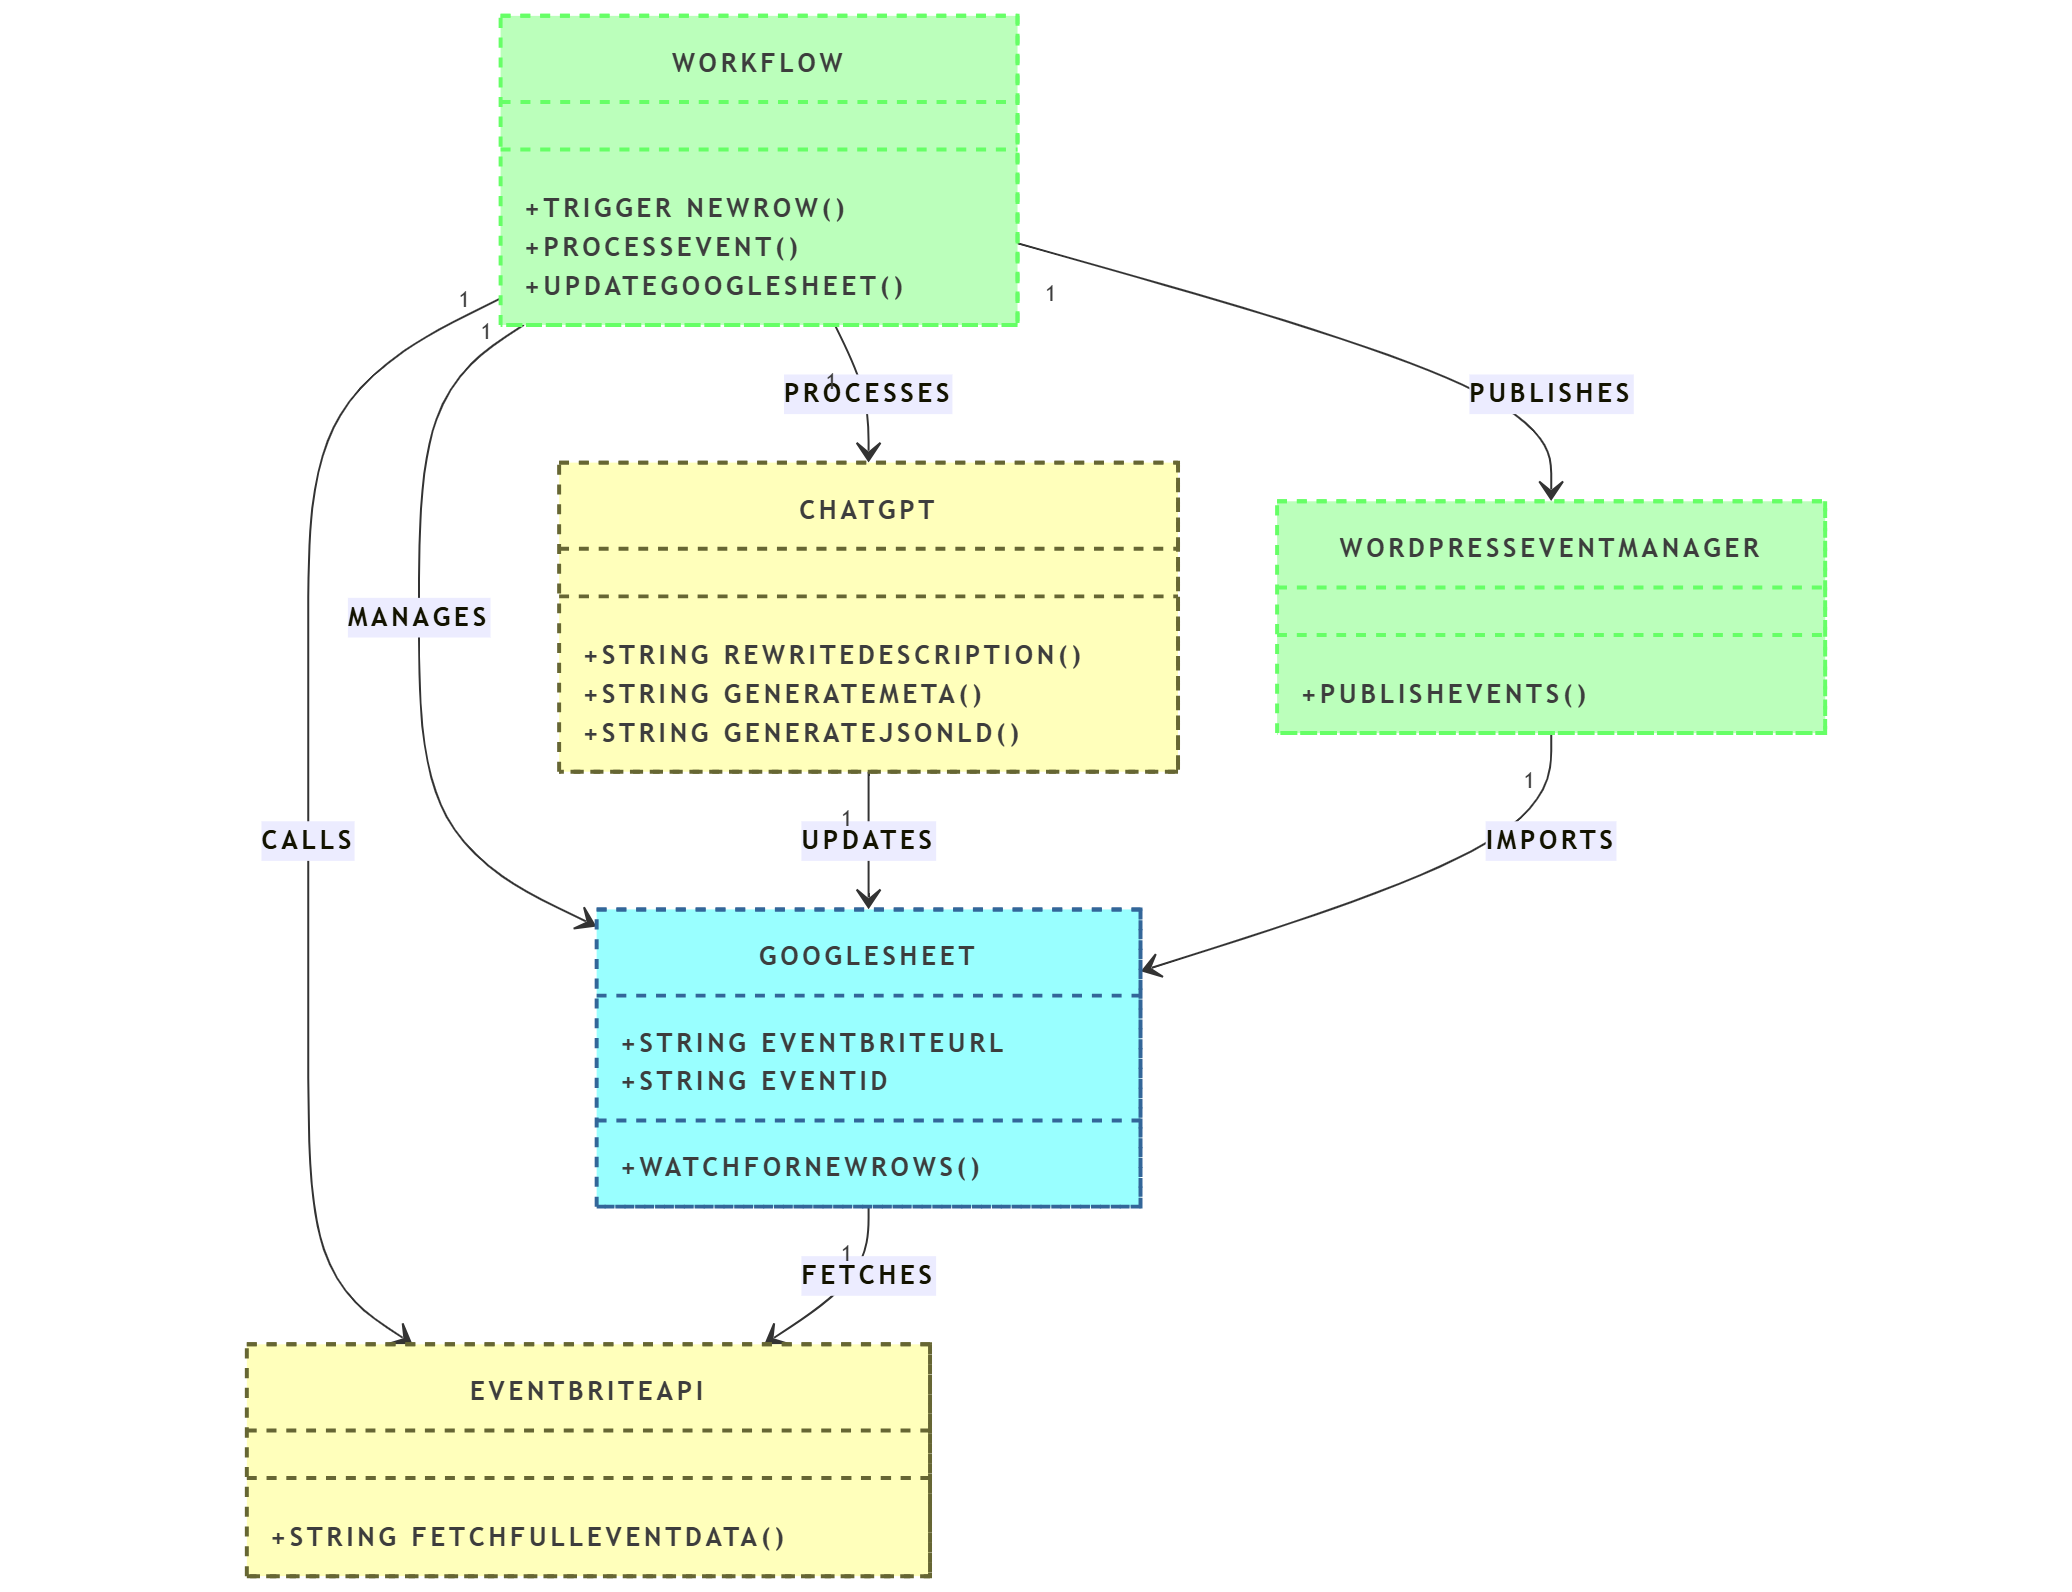 WORKFLOW
+TRIGGER NEWROW()
+PROCESSEVENT()
+UPDATEGOOGLESHEET()
1
1
1
1
PROCESSES
PUBLISHES
CHATGPT
+STRING REWRITEDESCRIPTION()
+STRING GENERATEMETA()
+STRING GENERATEJSONLD()
WORDPRESSEVENTMANAGER
+PUBLISHEVENTS()
MANAGES
1
1
CALLS
UPDATES
IMPORTS
GOOGLESHEET
+STRING EVENTBRITEURL
+STRING EVENTID
+WATCHFORNEWROWS()
1
FETCHES
EVENTBRITEAPI
+STRING FETCHFULLEVENTDATA()